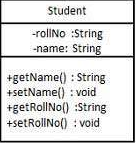 Student
-rollNo :String
-name: String
+getName() : String
+setName() : void
+getRollNo() : String
+setRollNo() : void